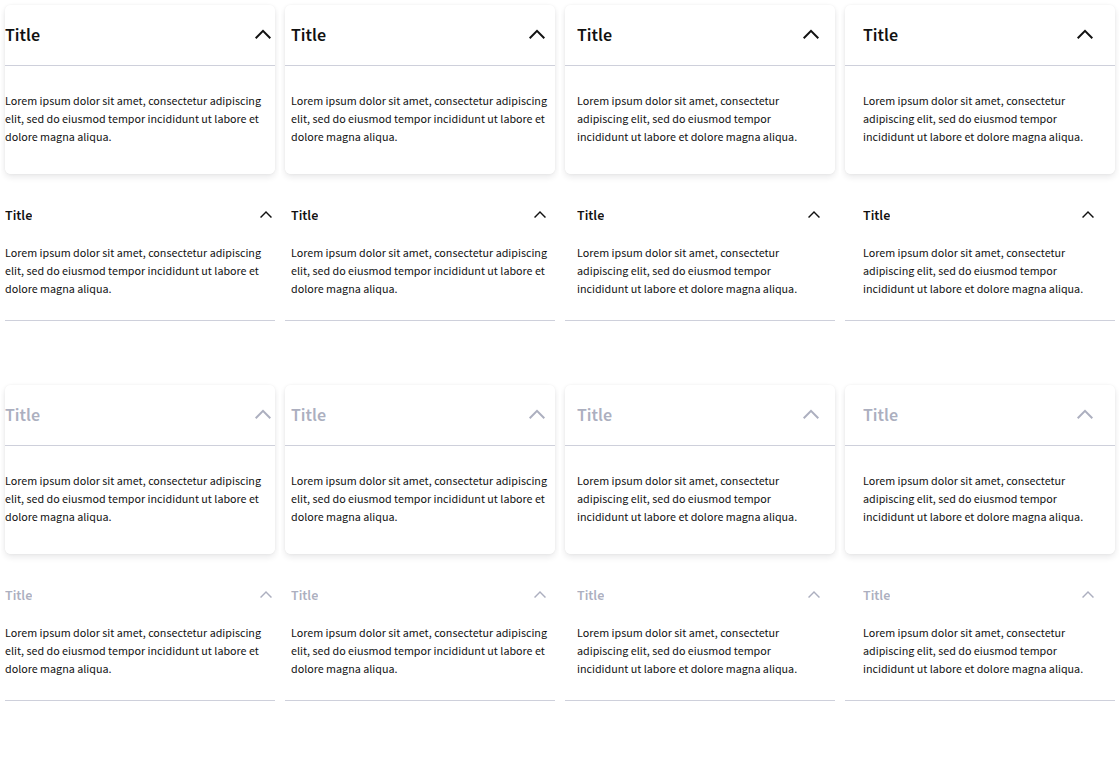 Title
Lorem ipsum dolor sit amet, consectetur adipiscing
elit, sed do eiusmod tempor incididunt ut labore et
dolore magna aliqua.
Title
Lorem ipsum dolor sit amet, consectetur adipiscing
elit, sed do eiusmod tempor incididunt ut labore et
dolore magna aliqua.
Title
Lorem ipsum dolor sit amet, consectetur
adipiscing elit, sed do eiusmod tempor
incididunt ut labore et dolore magna aliqua.
Title
Lorem ipsum dolor sit amet, consectetur
adipiscing elit, sed do eiusmod tempor
incididunt ut labore et dolore magna aliqua.
Title
Lorem ipsum dolor sit amet, consectetur adipiscing
elit, sed do eiusmod tempor incididunt ut labore et
dolore magna aliqua.
Title
Lorem ipsum dolor sit amet, consectetur adipiscing
elit, sed do eiusmod tempor incididunt ut labore et
dolore magna aliqua.
Title
Lorem ipsum dolor sit amet, consectetur
adipiscing elit, sed do eiusmod tempor
incididunt ut labore et dolore magna aliqua.
Title
Lorem ipsum dolor sit amet, consectetur
adipiscing elit, sed do eiusmod tempor
incididunt ut labore et dolore magna aliqua.
Title
Lorem ipsum dolor sit amet, consectetur adipiscing
elit, sed do eiusmod tempor incididunt ut labore et
dolore magna aliqua.
Title
Lorem ipsum dolor sit amet, consectetur adipiscing
elit, sed do eiusmod tempor incididunt ut labore et
dolore magna aliqua.
Title
Lorem ipsum dolor sit amet, consectetur
adipiscing elit, sed do eiusmod tempor
incididunt ut labore et dolore magna aliqua.
Title
Lorem ipsum dolor sit amet, consectetur
adipiscing elit, sed do eiusmod tempor
incididunt ut labore et dolore magna aliqua.
Title
Lorem ipsum dolor sit amet, consectetur adipiscing
elit, sed do eiusmod tempor incididunt ut labore et
dolore magna aliqua.
Title
Lorem ipsum dolor sit amet, consectetur adipiscing
elit, sed do eiusmod tempor incididunt ut labore et
dolore magna aliqua.
Title
Lorem ipsum dolor sit amet, consectetur
adipiscing elit, sed do eiusmod tempor
incididunt ut labore et dolore magna aliqua.
Title
Lorem ipsum dolor sit amet, consectetur
adipiscing elit, sed do eiusmod tempor
incididunt ut labore et dolore magna aliqua.